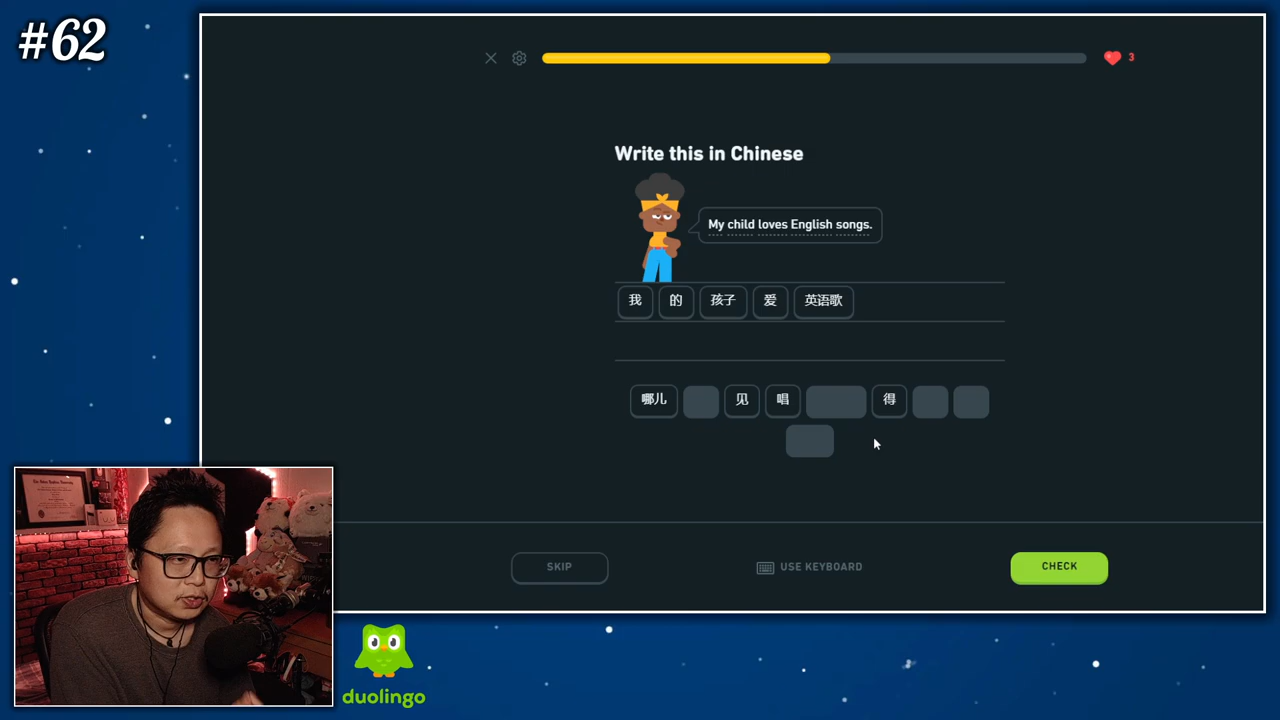 #62
3
Write this in Chinese
My child loves English songs.
我 的 孩子 爱 英语歌
哪儿 见 唱 得
SKIP
USE KEYBOARD
CHECK
duolingo